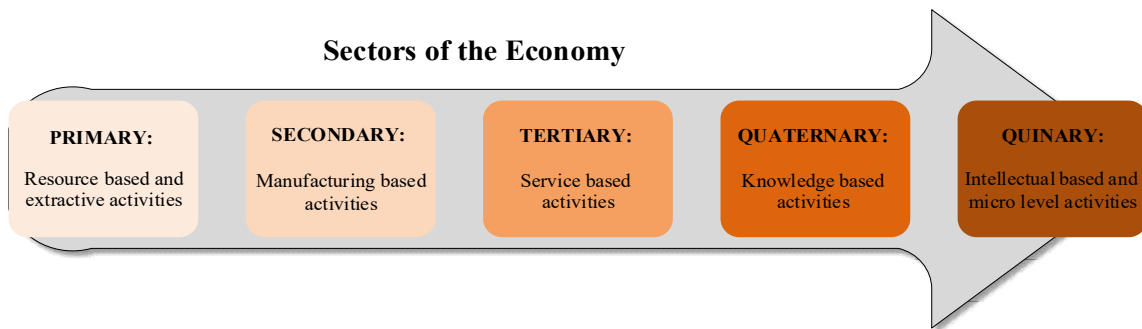 Sectors of the Economy
PRIMARY:
Resource based and
extractive activities
SECONDARY:
Manufacturing based
activities
TERTIARY:
Service based
activities
QUATERNARY:
Knowledge based
activities
QUINARY:
Intellectual based and
micro level activities